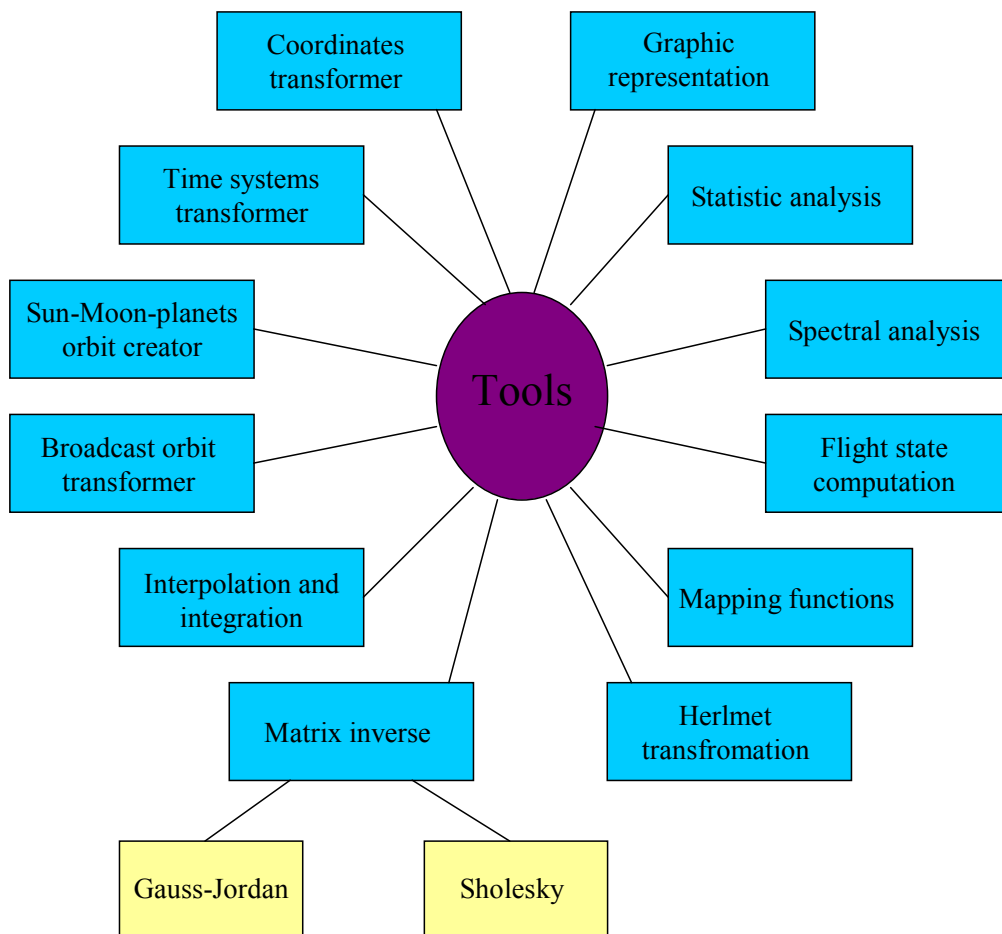 Coordinates
transformer
Graphic
representation
Time systems
transformer
Statistic analysis
Sun-Moon-planets
orbit creator
Spectral analysis
Tools
Broadcast orbit
transformer
Flight state
computation
Interpolation and
integration
Mapping functions
Matrix inverse
Herlmet
transfromation
Gauss-Jordan
Sholesky